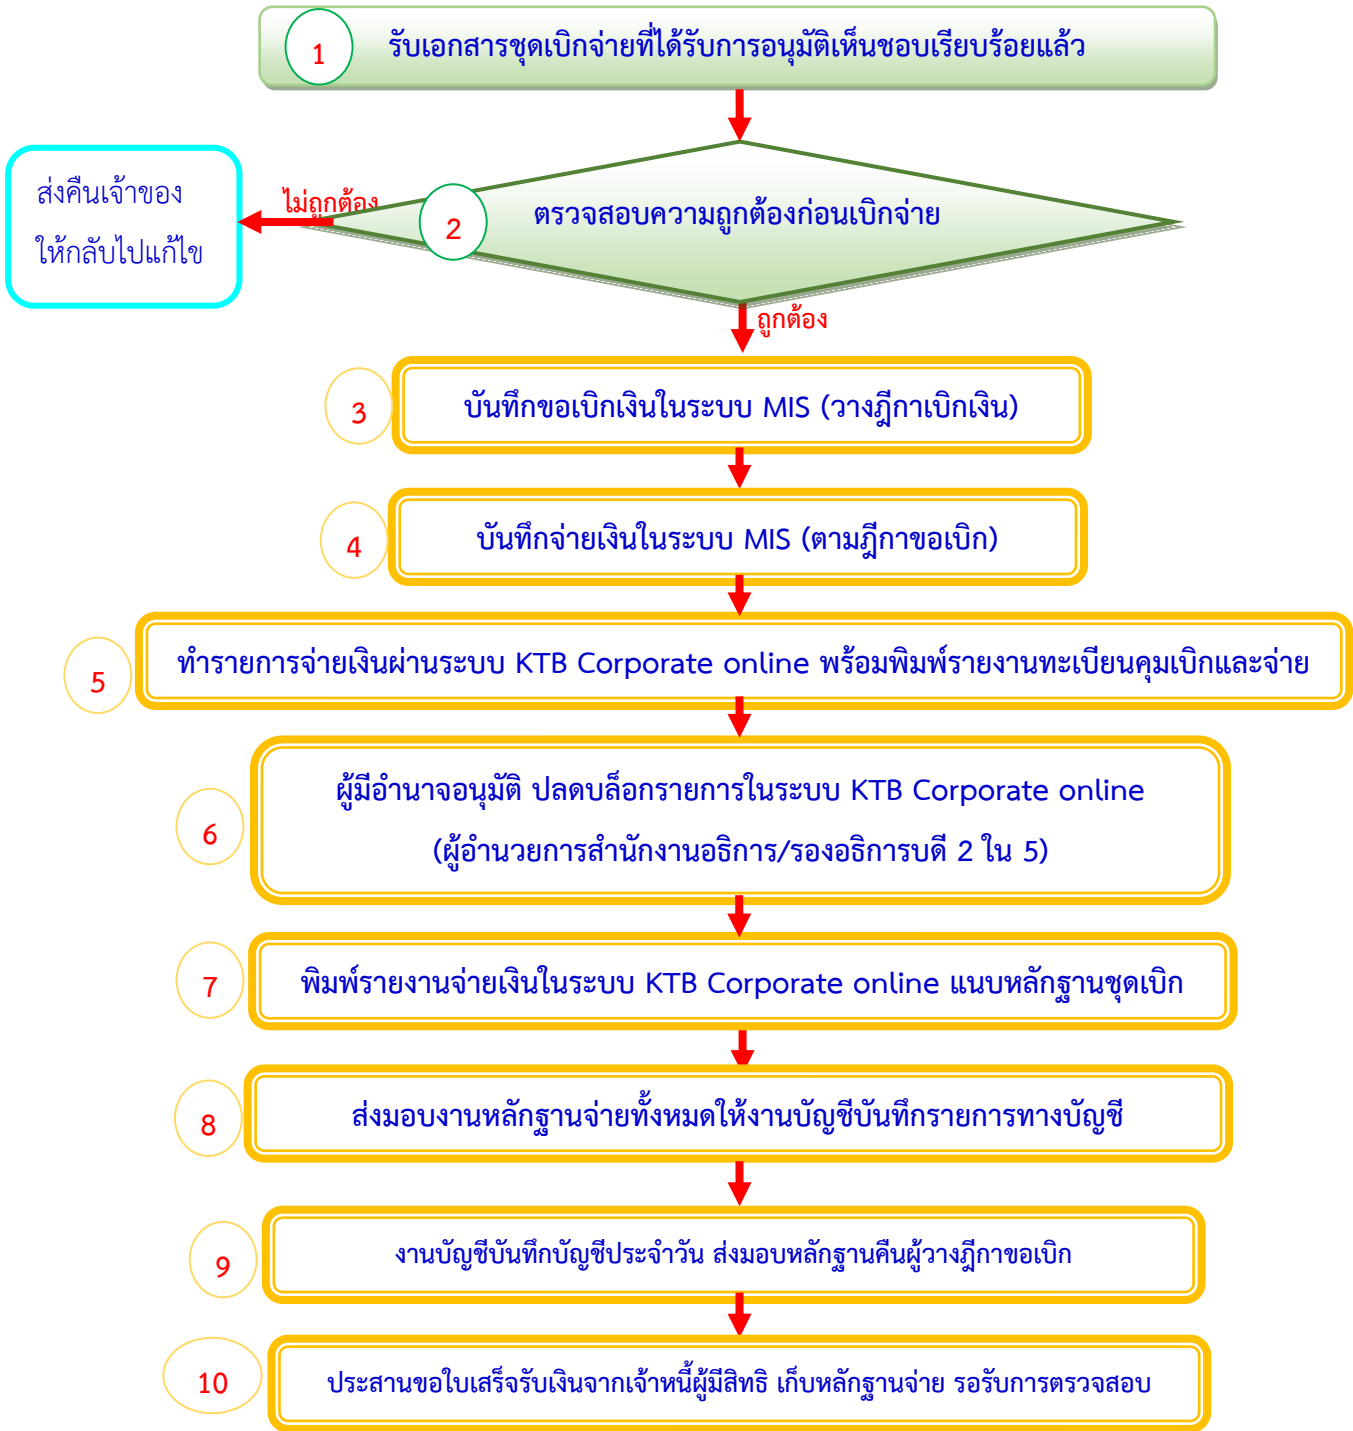 1 รับเอกสารชุดเบิกจ่ายที่ได้รับการอนุมัติเห็นชอบเรียบร้อยแล้ว
ส่งคืนเจ้าของ
ให้กลับไปแก้ไข
ไม่ถูกต้อง
2 ตรวจสอบความถูกต้องก่อนเบิกจ่าย
ถูกต้อง
3 บันทึกขอเบิกเงินในระบบ MIS (วางฎีกาเบิกเงิน)
4 บันทึกจ่ายเงินในระบบ MIS (ตามฎีกาขอเบิก)
5 ทำรายการจ่ายเงินผ่านระบบ KTB Corporate online พร้อมพิมพ์รายงานทะเบียนคุมเบิกและจ่าย
6 ผู้มีอำนาจอนุมัติ ปลดบล็อกรายการในระบบ KTB Corporate online
(ผู้อำนวยการสำนักงานอธิการ/รองอธิการบดี 2 ใน 5)
7 พิมพ์รายงานจ่ายเงินในระบบ KTB Corporate online แนบหลักฐานชุดเบิก
8 ส่งมอบงานหลักฐานจ่ายทั้งหมดให้งานบัญชีบันทึกรายการทางบัญชี
9 งานบัญชีบันทึกบัญชีประจำวัน ส่งมอบหลักฐานคืนผู้วางฎีกาขอเบิก
10 ประสานขอใบเสร็จรับเงินจากเจ้าหนี้ผู้มีสิทธิ เก็บหลักฐานจ่าย รอรับการตรวจสอบ